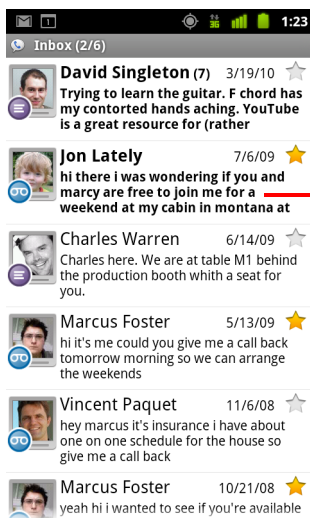 1
3G
1:23
Inbox (2/6)
David Singleton (7) 3/19/10
Trying to learn the guitar. F chord has
my contorted hands aching. YouTube
is a great resource for (rather
Jon Lately 7/6/09
hi there i was wondering if you and
marcy are free to join me for a
weekend at my cabin in montana at
Charles Warren 6/14/09
Charles here. We are at table M1 behind
the production booth whith a seat for
you.
Marcus Foster 5/13/09
hi it's me could you give me a call back
tomorrow morning so we can arrange
the weekends
Vincent Paquet 11/6/08
hey marcus it's insurance i have about
one on one schedule for the house so
give me a call back
Marcus Foster 10/21/08
yeah hi i wanted to see if you're available